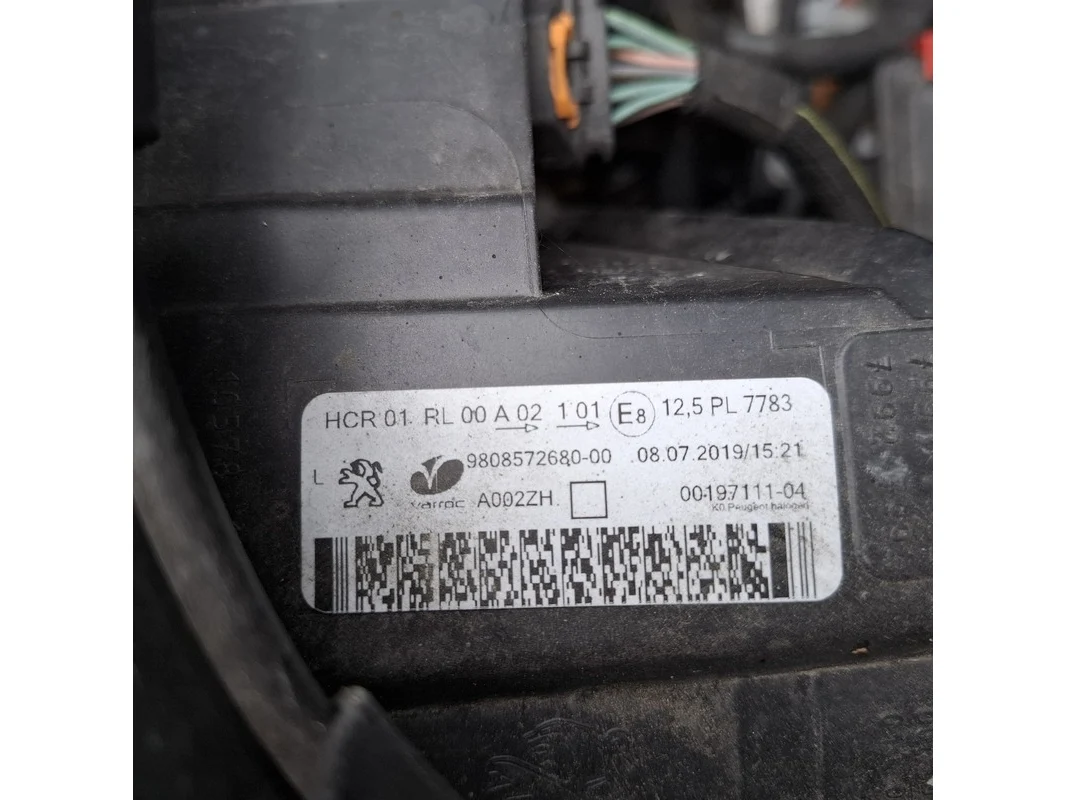 HCR 01 RL 00 A 02 1 01 E8 12,5 PL 7783
9808572680-00 08.07.2019/15:21
L varroc A002ZH 00197111-04
K0 Peugeot halogen